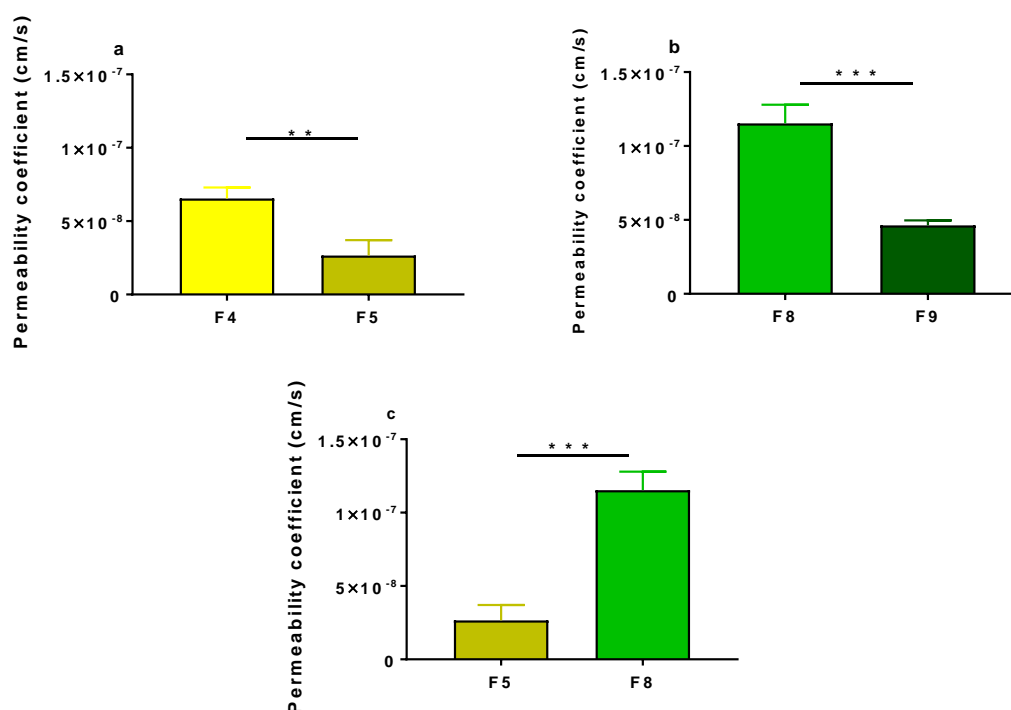 a
Permeability coefficient (cm/s)
1.5×10⁻⁷
1×10⁻⁷
5×10⁻⁸
0
* *
F4 F5
b
Permeability coefficient (cm/s)
1.5×10⁻⁷
1×10⁻⁷
5×10⁻⁸
0
* * *
F8 F9
c
Permeability coefficient (cm/s)
1.5×10⁻⁷
1×10⁻⁷
5×10⁻⁸
0
* * *
F5 F8